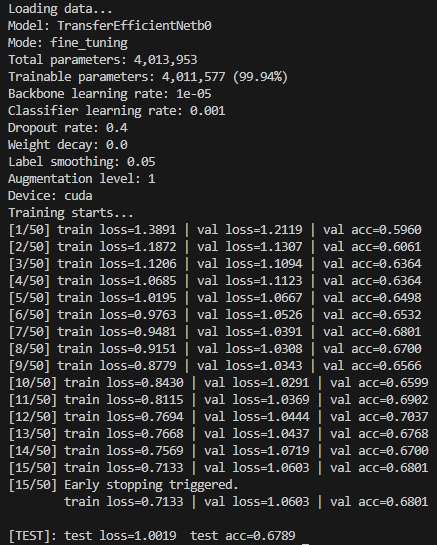 Loading data...
Model: TransferEfficientNetb0
Mode: fine_tuning
Total parameters: 4,013,953
Trainable parameters: 4,011,577 (99.94%)
Backbone learning rate: 1e-05
Classifier learning rate: 0.001
Dropout rate: 0.4
Weight decay: 0.0
Label smoothing: 0.05
Augmentation level: 1
Device: cuda
Training starts...
[1/50] train loss=1.3891 | val loss=1.2119 | val acc=0.5960
[2/50] train loss=1.1872 | val loss=1.1307 | val acc=0.6061
[3/50] train loss=1.1206 | val loss=1.1094 | val acc=0.6364
[4/50] train loss=1.0685 | val loss=1.1123 | val acc=0.6364
[5/50] train loss=1.0195 | val loss=1.0667 | val acc=0.6498
[6/50] train loss=0.9763 | val loss=1.0526 | val acc=0.6532
[7/50] train loss=0.9481 | val loss=1.0391 | val acc=0.6801
[8/50] train loss=0.9151 | val loss=1.0308 | val acc=0.6700
[9/50] train loss=0.8779 | val loss=1.0343 | val acc=0.6566
[10/50] train loss=0.8430 | val loss=1.0291 | val acc=0.6599
[11/50] train loss=0.8115 | val loss=1.0369 | val acc=0.6902
[12/50] train loss=0.7694 | val loss=1.0444 | val acc=0.7037
[13/50] train loss=0.7668 | val loss=1.0437 | val acc=0.6768
[14/50] train loss=0.7569 | val loss=1.0719 | val acc=0.6700
[15/50] train loss=0.7133 | val loss=1.0603 | val acc=0.6801
[15/50] Early stopping triggered.
train loss=0.7133 | val loss=1.0603 | val acc=0.6801
[TEST]: test loss=1.0019 test acc=0.6789